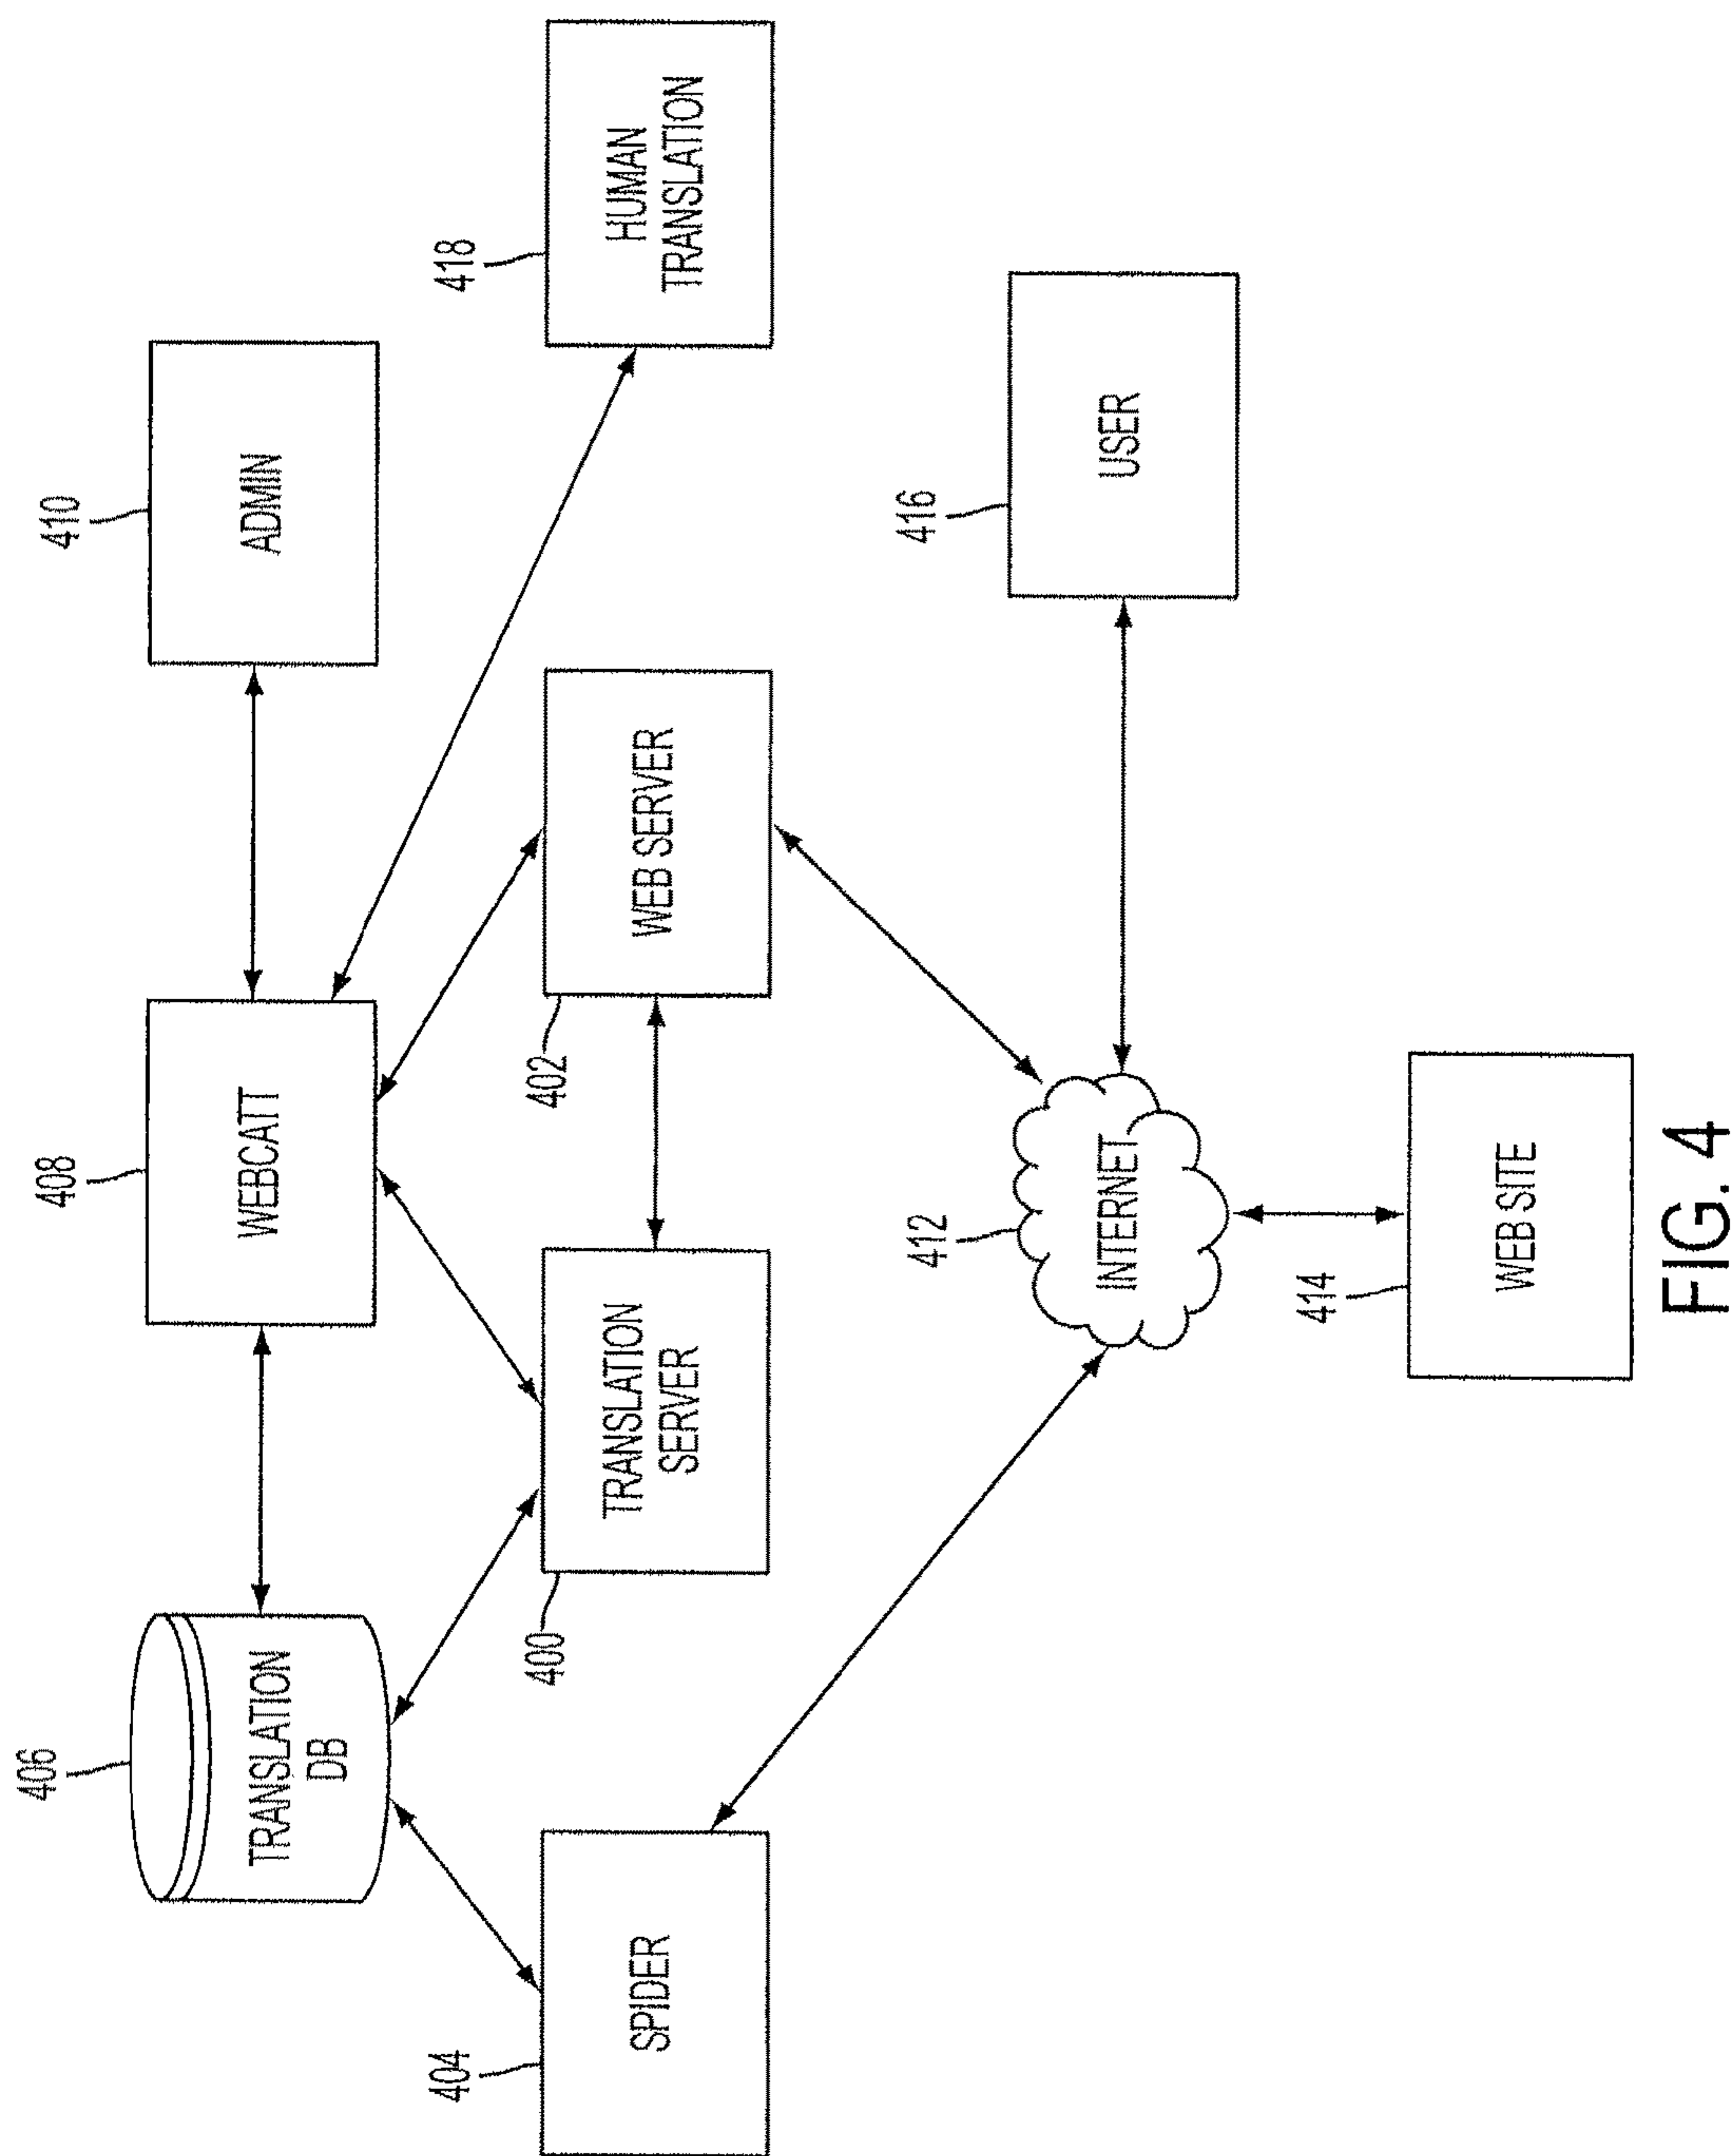 406
TRANSLATION
DB
408
WEBCATT
410
ADMIN
404
SPIDER
400
TRANSLATION
SERVER
402
WEB SERVER
418
HUMAN
TRANSLATION
412
INTERNET
416
USER
414
WEB SITE
FIG. 4